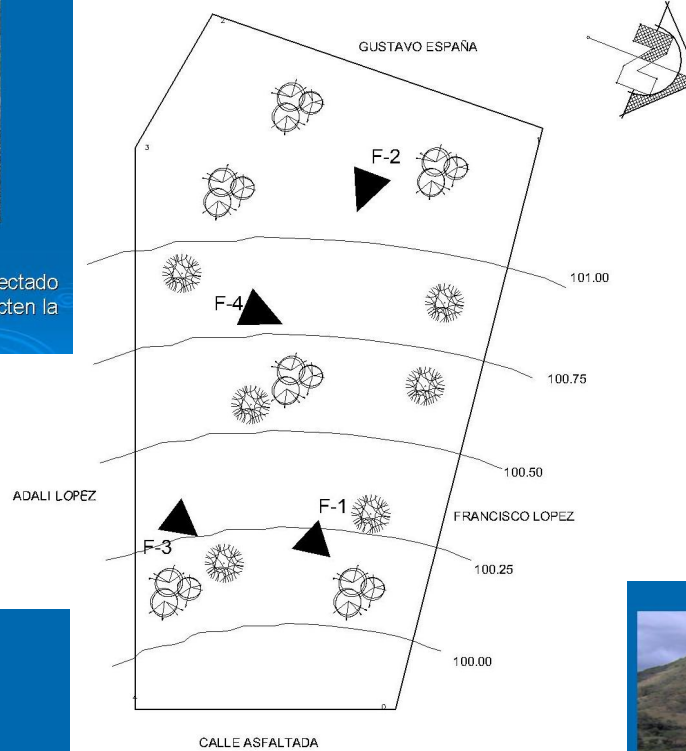 2
GUSTAVO ESPAÑA
1
3
F-2
ectado
cten la
101.00
F-4
100.75
100.50
ADALI LOPEZ
F-1
FRANCISCO LOPEZ
F-3
100.25
100.00
4
0
CALLE ASFALTADA